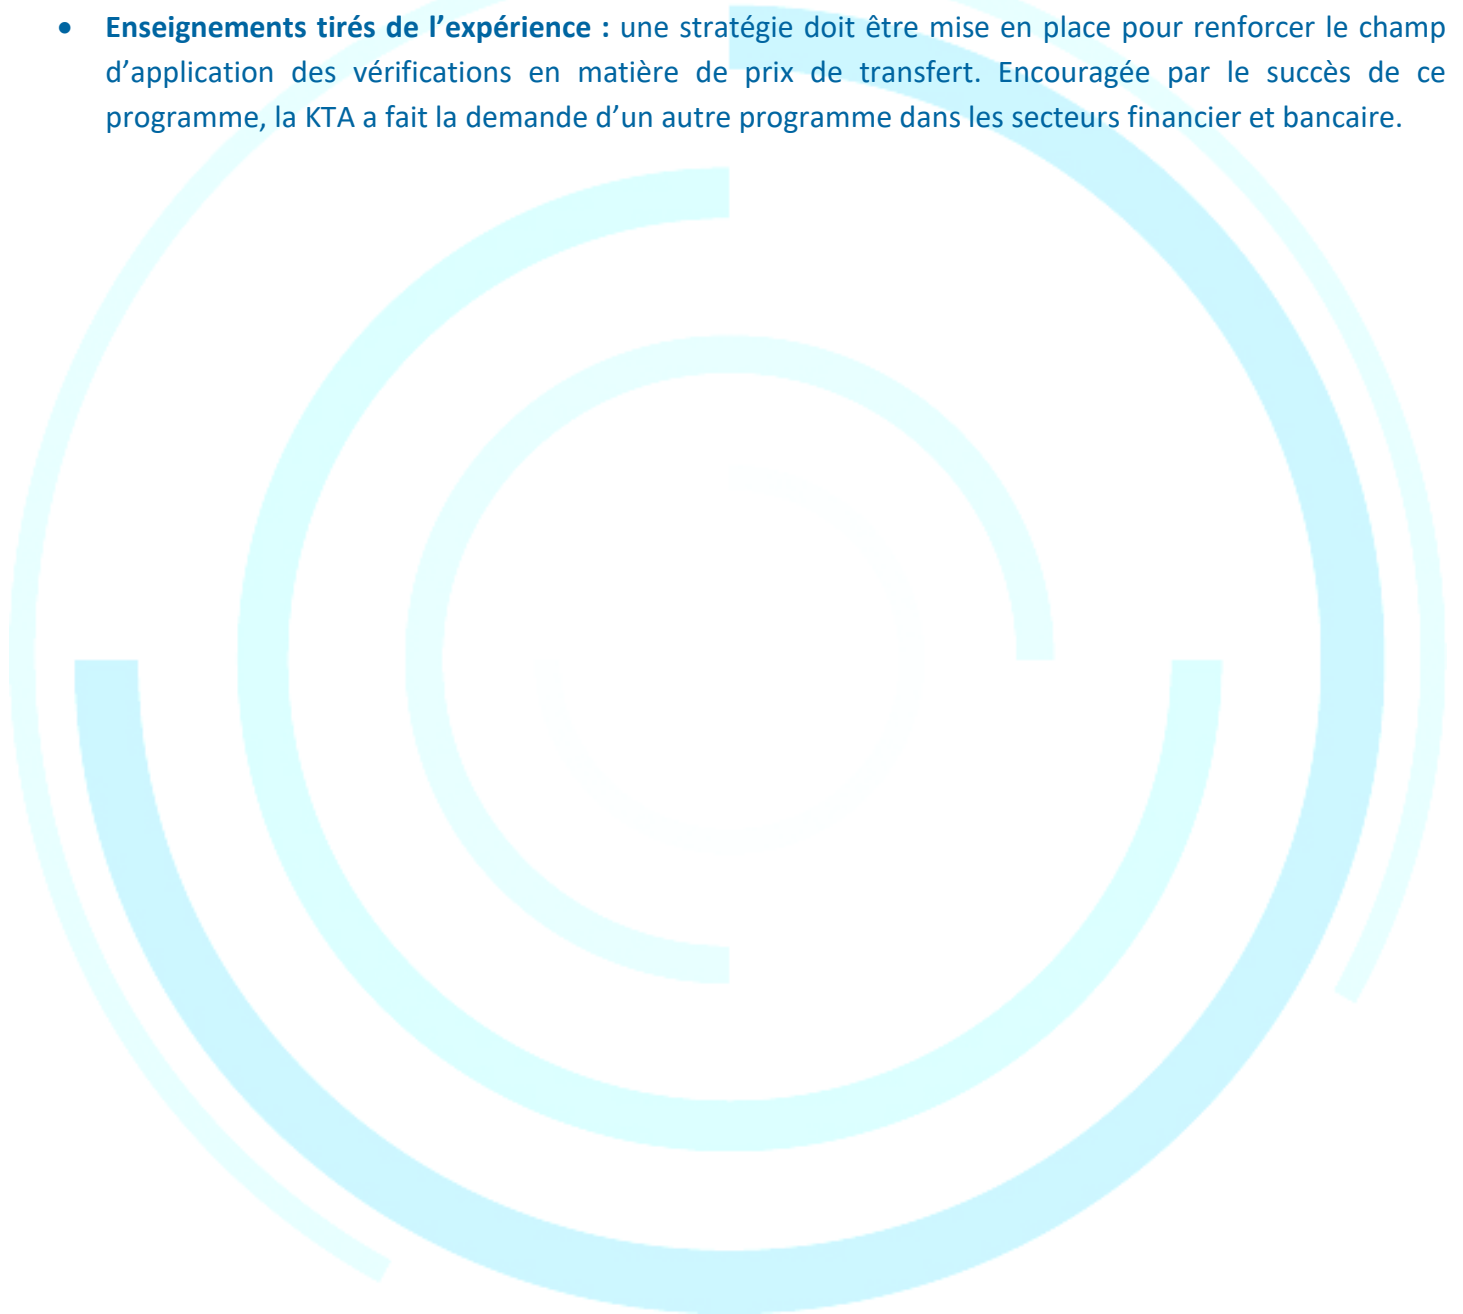 • Enseignements tirés de l’expérience : une stratégie doit être mise en place pour renforcer le champ
d’application des vérifications en matière de prix de transfert. Encouragée par le succès de ce
programme, la KTA a fait la demande d’un autre programme dans les secteurs financier et bancaire.